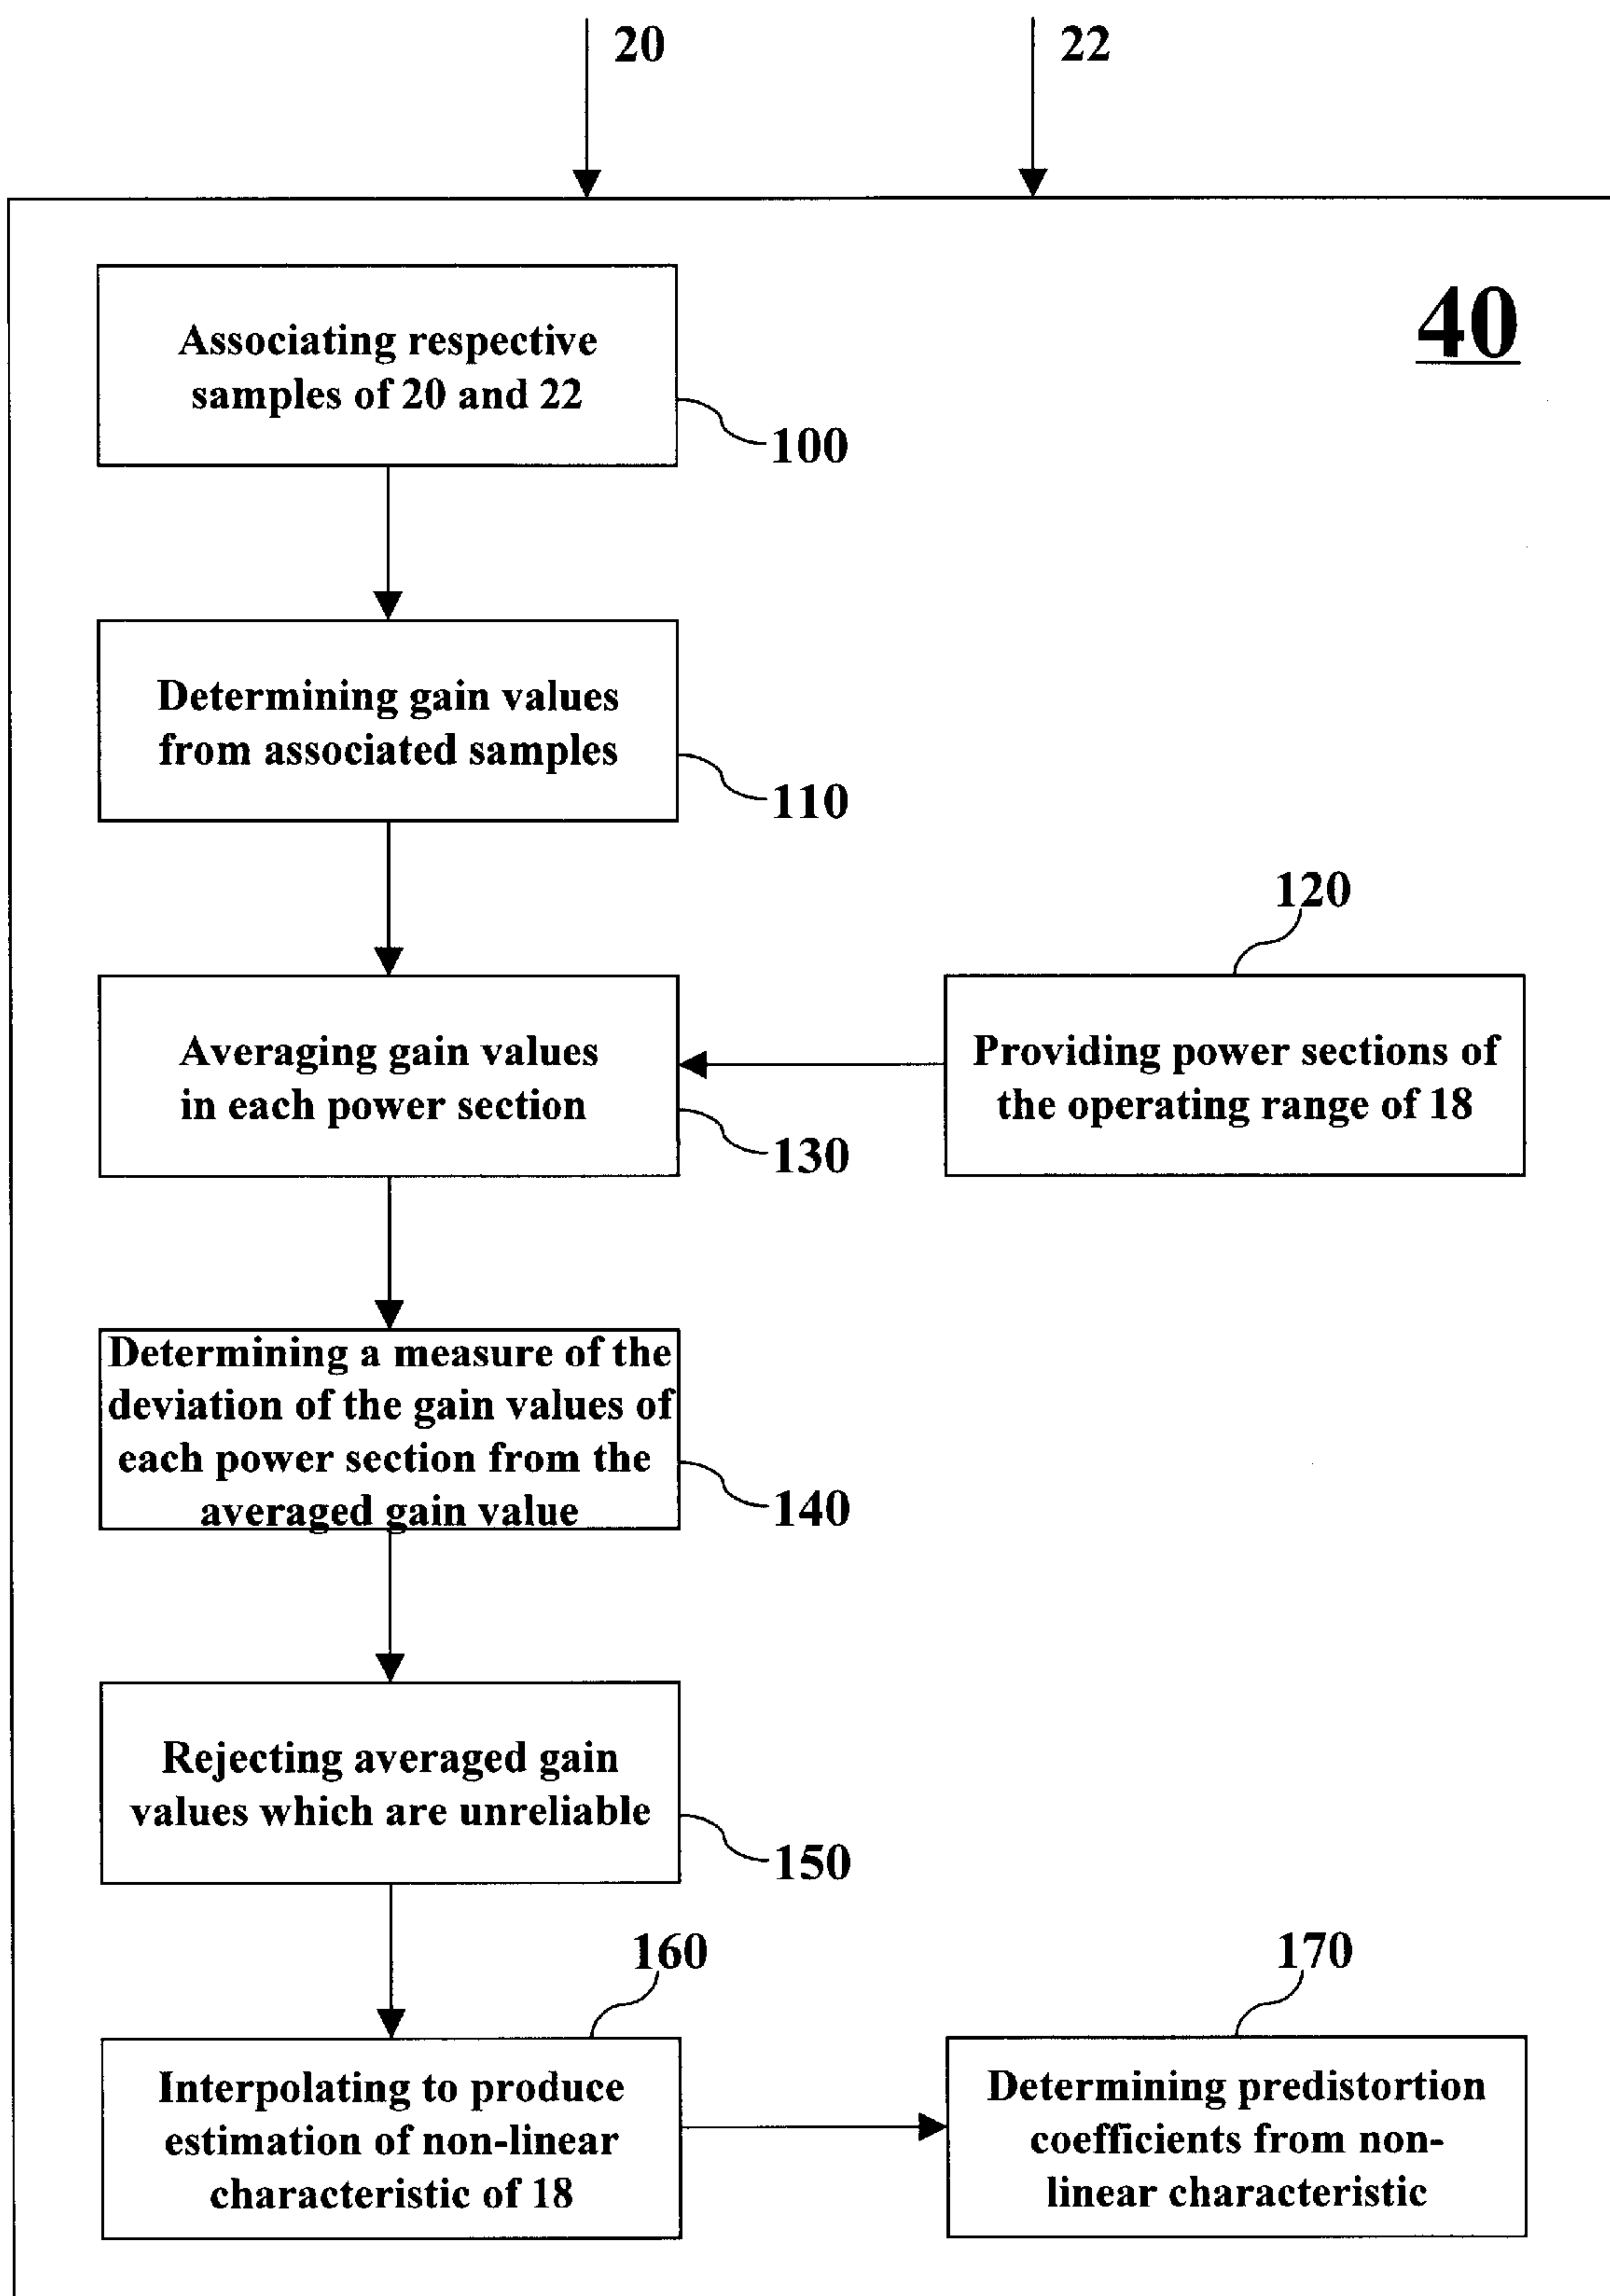 20
22
40
Associating respective
samples of 20 and 22
100
Determining gain values
from associated samples
110
120
Averaging gain values
in each power section
130
Providing power sections of
the operating range of 18
Determining a measure of the
deviation of the gain values of
each power section from the
averaged gain value
140
Rejecting averaged gain
values which are unreliable
150
160
Interpolating to produce
estimation of non-linear
characteristic of 18
170
Determining predistortion
coefficients from non-
linear characteristic